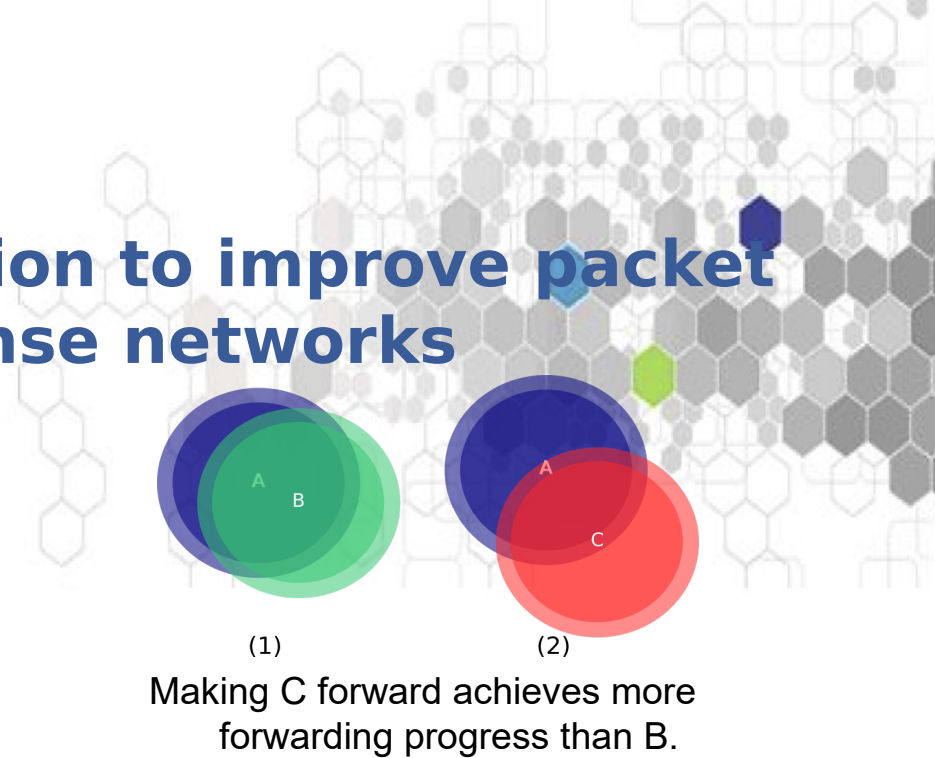 ion to improve packet
nse networks
A
B
A
C
(1)
(2)
Making C forward achieves more
forwarding progress than B.